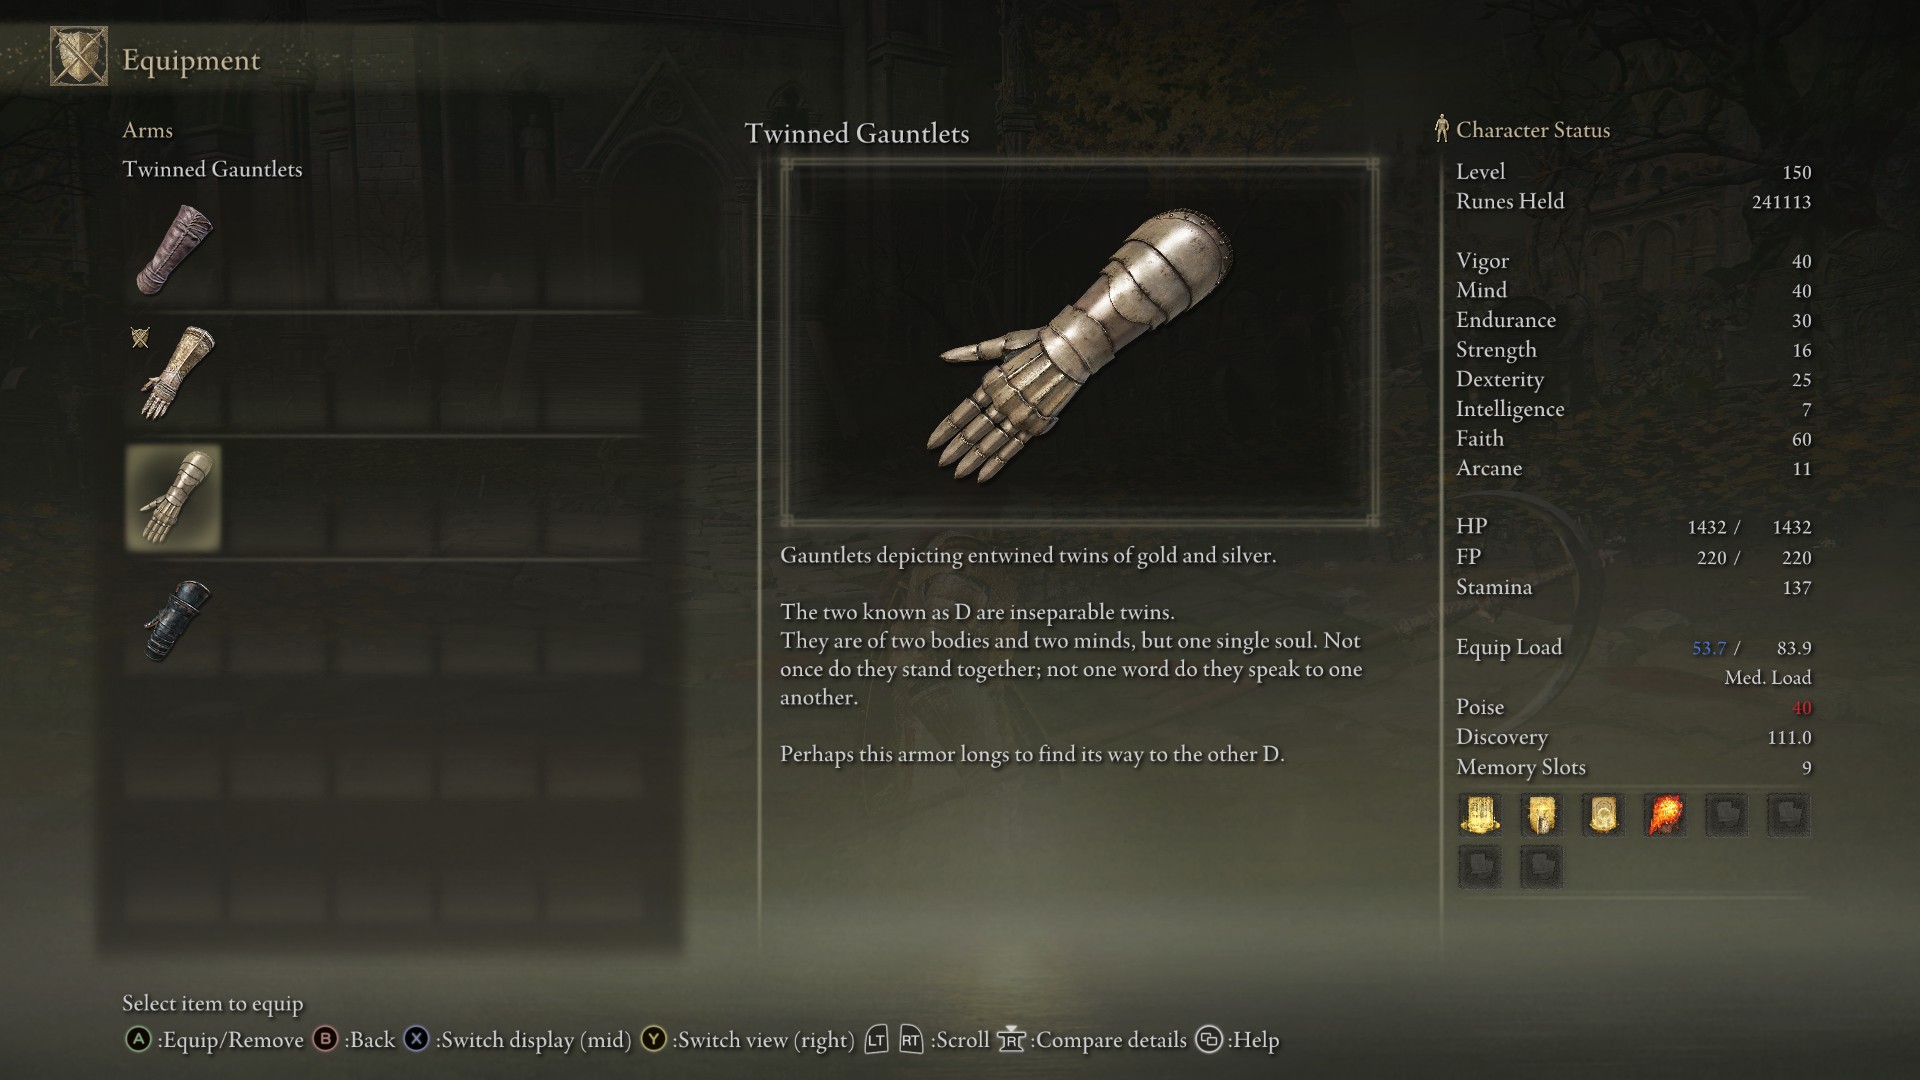 Equipment
Arms
Twinned Gauntlets
Twinned Gauntlets
Gauntlets depicting entwined twins of gold and silver.
The two known as D are inseparable twins.
They are of two bodies and two minds, but one single soul. Not
once do they stand together; not one word do they speak to one
another.
Perhaps this armor longs to find its way to the other D.
Character Status
Level 150
Runes Held 241113
Vigor 40
Mind 40
Endurance 30
Strength 16
Dexterity 25
Intelligence 7
Faith 60
Arcane 11
HP 1432 / 1432
FP 220 / 220
Stamina 137
Equip Load 53.7 / 83.9
Med. Load
Poise 40
Discovery 111.0
Memory Slots 9
Select item to equip
A :Equip/Remove B :Back X :Switch display (mid) Y :Switch view (right) LT RT :Scroll R :Compare details :Help